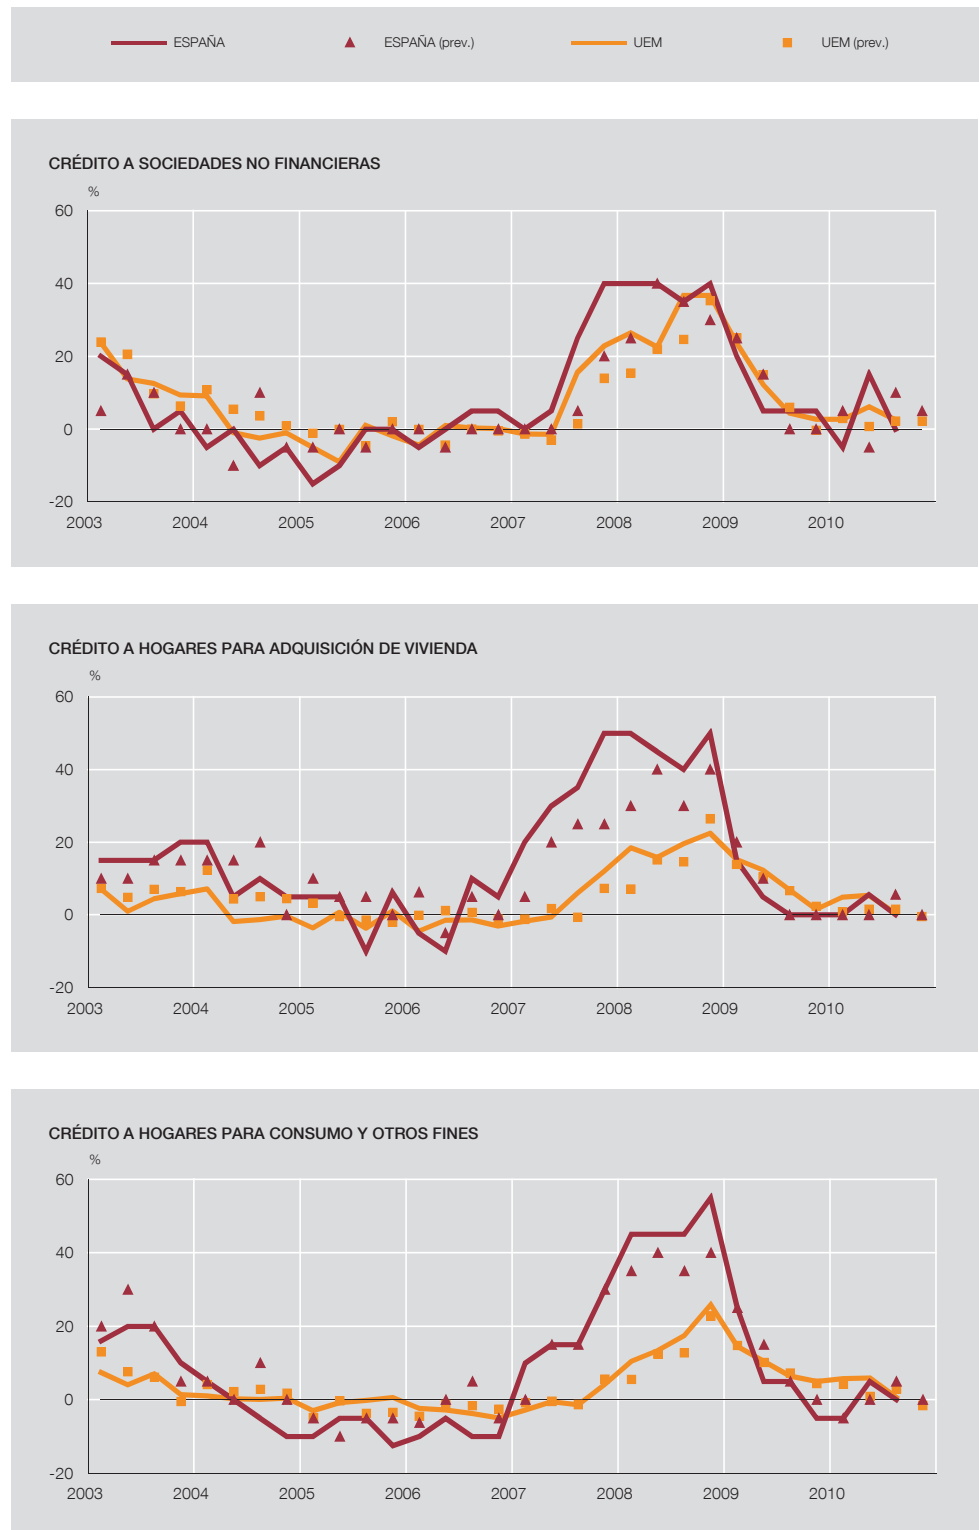 ESPAÑA ESPAÑA (prev.) UEM UEM (prev.)
CRÉDITO A SOCIEDADES NO FINANCIERAS
%
60
40
20
0
-20
2003 2004 2005 2006 2007 2008 2009 2010
CRÉDITO A HOGARES PARA ADQUISICIÓN DE VIVIENDA
%
60
40
20
0
-20
2003 2004 2005 2006 2007 2008 2009 2010
CRÉDITO A HOGARES PARA CONSUMO Y OTROS FINES
%
60
40
20
0
-20
2003 2004 2005 2006 2007 2008 2009 2010